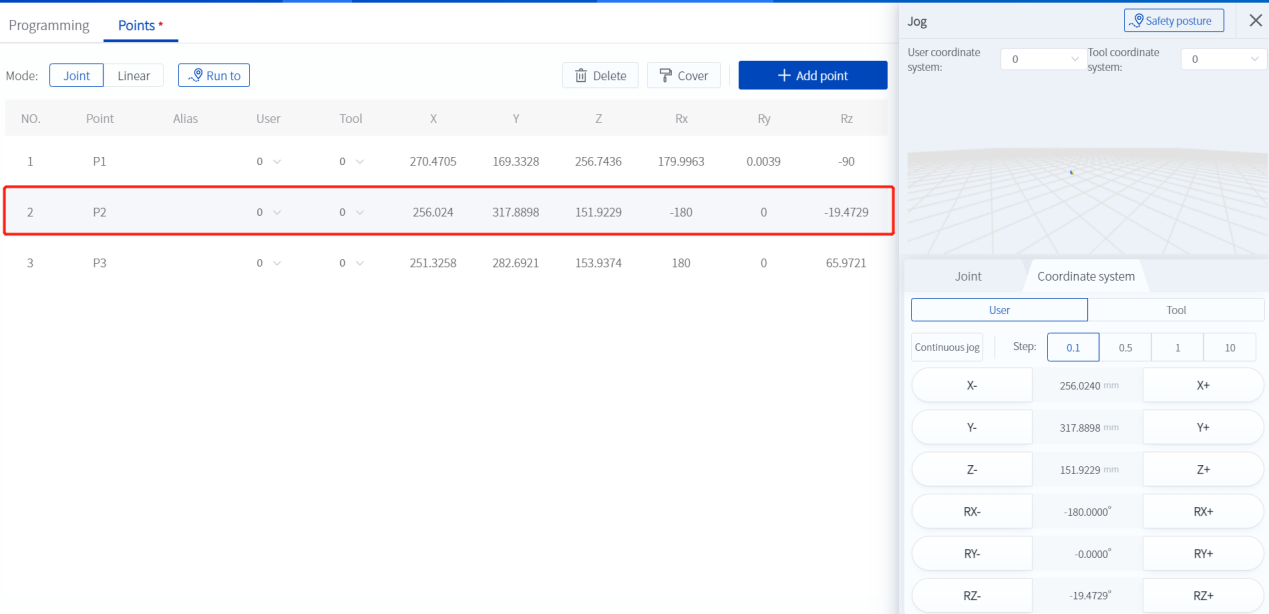 Programming Points •
Jog Safety posture
Mode: Joint Linear Run to Delete Cover + Add point
User coordinate system: 0 Tool coordinate system: 0
NO. Point Alias User Tool X Y Z Rx Ry Rz
1 P1 0 0 270.4705 169.3328 256.7436 179.9963 0.0039 -90
2 P2 0 0 256.024 317.8898 151.9229 -180 0 -19.4729
3 P3 0 0 251.3258 282.6921 153.9374 180 0 65.9721
Joint Coordinate system
User Tool
Continuous jog Step: 0.1 0.5 1 10
X- 256.0240 mm X+
Y- 317.8898 mm Y+
Z- 151.9229 mm Z+
RX- -180.0000° RX+
RY- -0.0000° RY+
RZ- -19.4729° RZ+